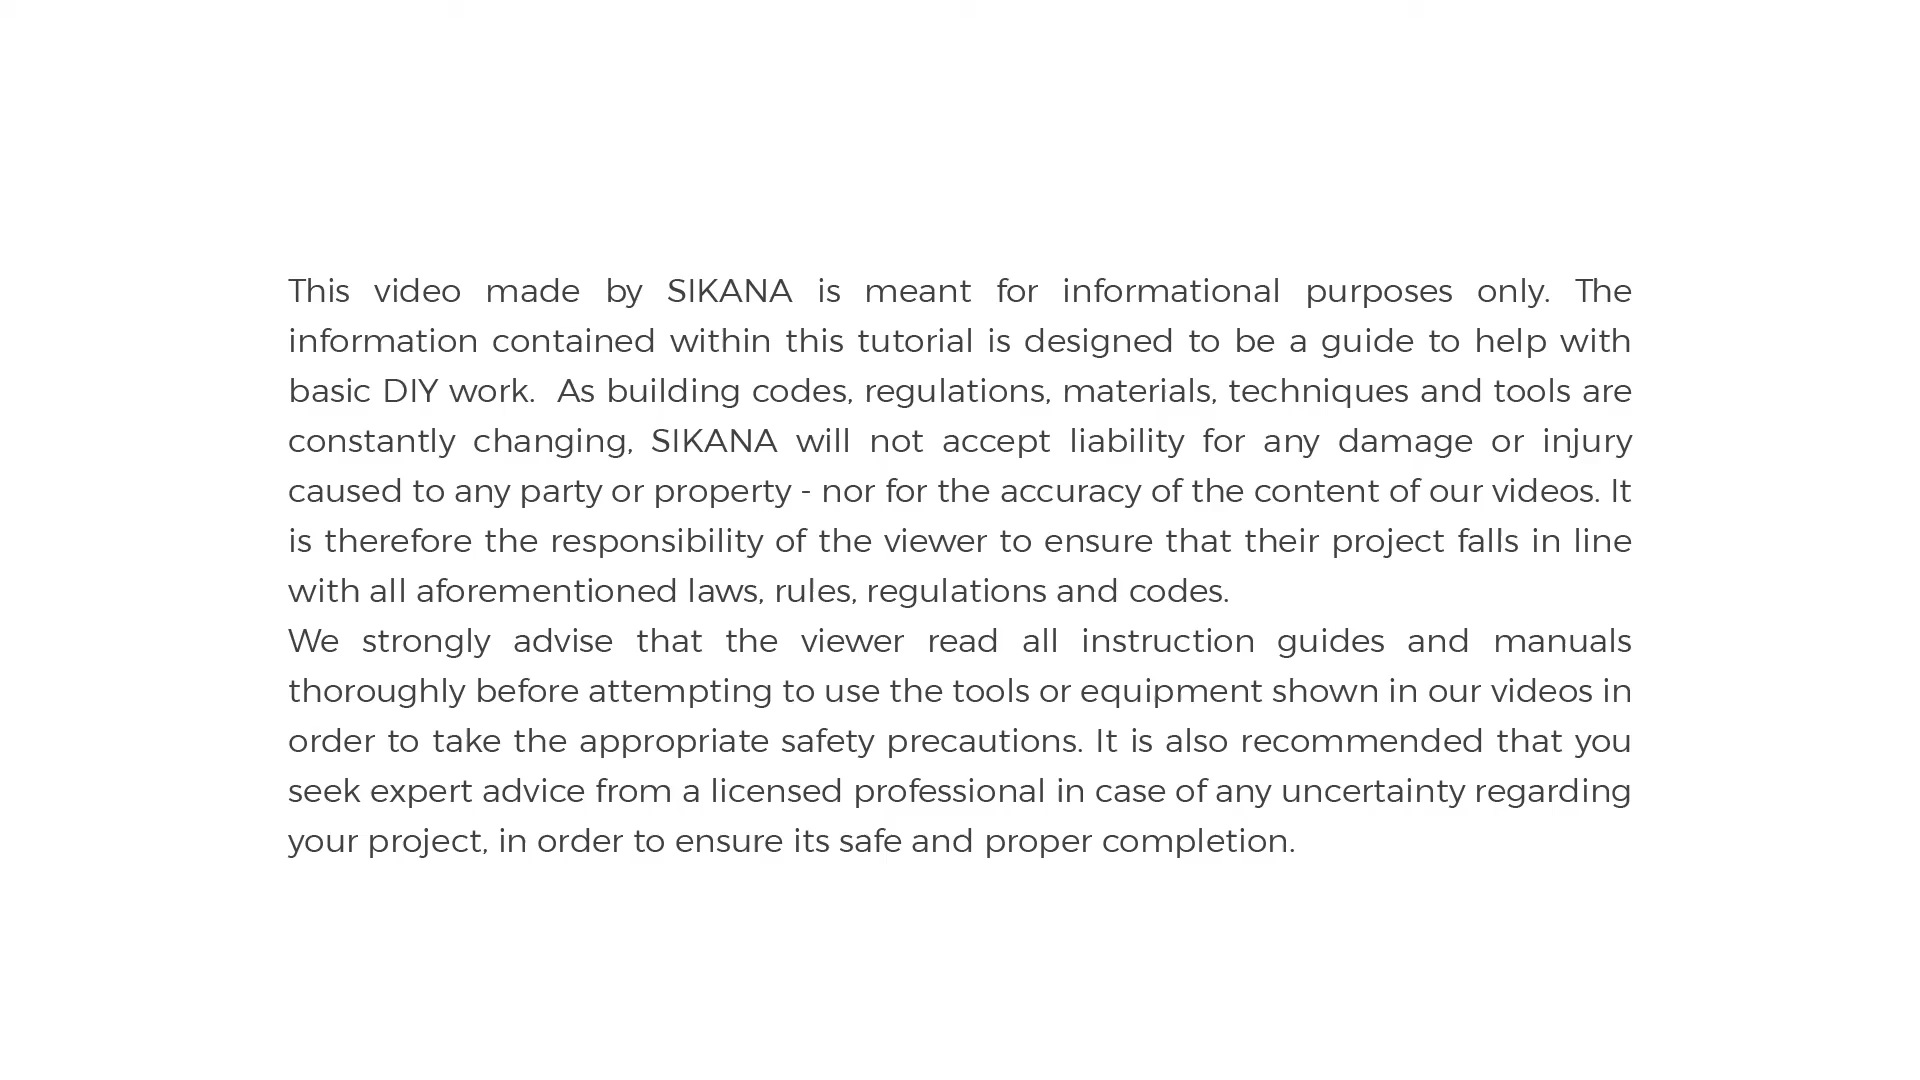 This video made by SIKANA is meant for informational purposes only. The
information contained within this tutorial is designed to be a guide to help with
basic DIY work.  As building codes, regulations, materials, techniques and tools are
constantly changing, SIKANA will not accept liability for any damage or injury
caused to any party or property - nor for the accuracy of the content of our videos. It
is therefore the responsibility of the viewer to ensure that their project falls in line
with all aforementioned laws, rules, regulations and codes.
We strongly advise that the viewer read all instruction guides and manuals
thoroughly before attempting to use the tools or equipment shown in our videos in
order to take the appropriate safety precautions. It is also recommended that you
seek expert advice from a licensed professional in case of any uncertainty regarding
your project, in order to ensure its safe and proper completion.